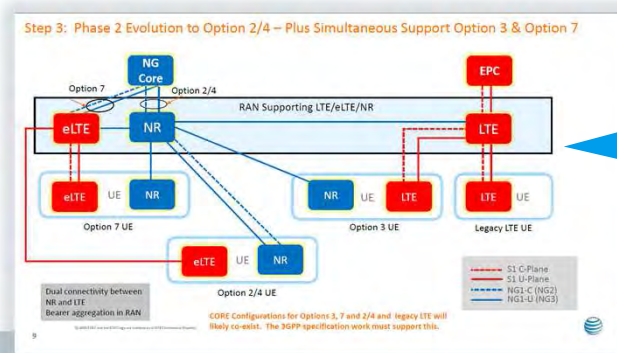 Step 3: Phase 2 Evolution to Option 2/4 – Plus Simultaneous Support Option 3 & Option 7
NG
Core
EPC
Option 7
Option 2/4
RAN Supporting LTE/eLTE/NR
eLTE
NR
LTE
eLTE
UE
NR
NR
UE
LTE
LTE
UE
Option 7 UE
Option 3 UE
Legacy LTE UE
eLTE
UE
NR
Option 2/4 UE
S1 C-Plane
S1 U-Plane
NG1-C (NG2)
NG1-U (NG3)
Dual connectivity between
NR and LTE
Bearer aggregation in RAN
CORE Configurations for Options 3, 7 and 2/4 and legacy LTE will
likely co-exist. The 3GPP specification work must support this.
9